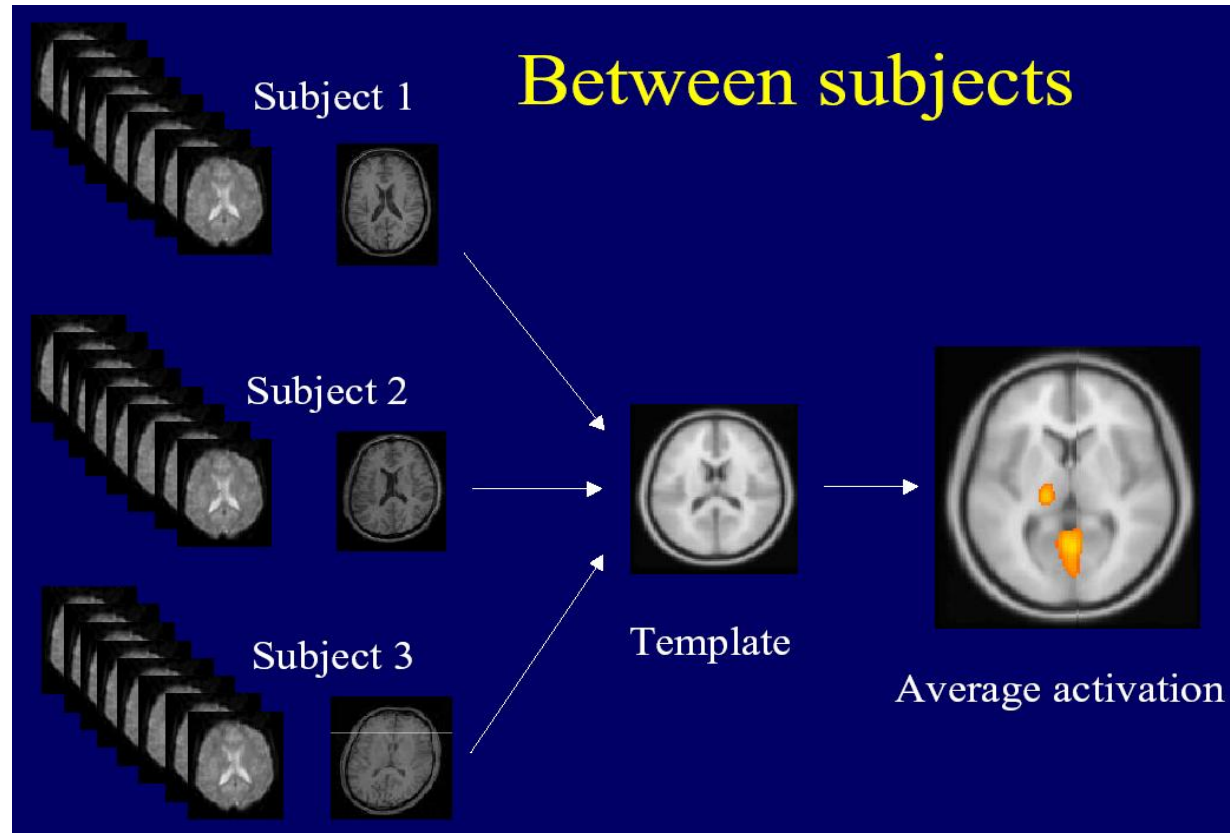 Between subjects
Subject 1
Subject 2
Subject 3
Template
Average activation